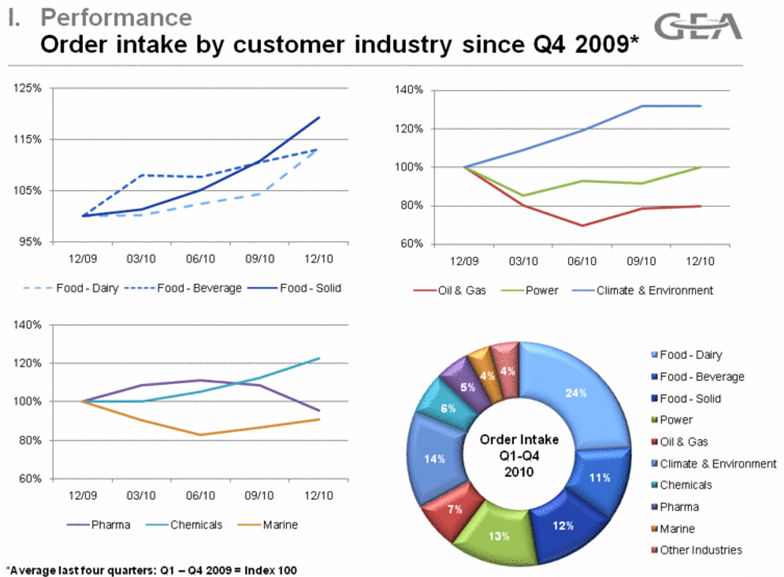 I. Performance
Order intake by customer industry since Q4 2009*
GEA
125%
115%
105%
95%
12/09 03/10 06/10 09/10 12/10
Food - Dairy Food - Beverage Food - Solid
140%
120%
100%
80%
60%
12/09 03/10 06/10 09/10 12/10
Oil & Gas Power Climate & Environment
140%
120%
100%
80%
60%
12/09 03/10 06/10 09/10 12/10
Pharma Chemicals Marine
Order Intake
Q1-Q4
2010
24%
11%
12%
13%
7%
14%
6%
5%
4%
4%
Food - Dairy
Food - Beverage
Food - Solid
Power
Oil & Gas
Climate & Environment
Chemicals
Pharma
Marine
Other Industries
*Average last four quarters: Q1 – Q4 2009 = Index 100